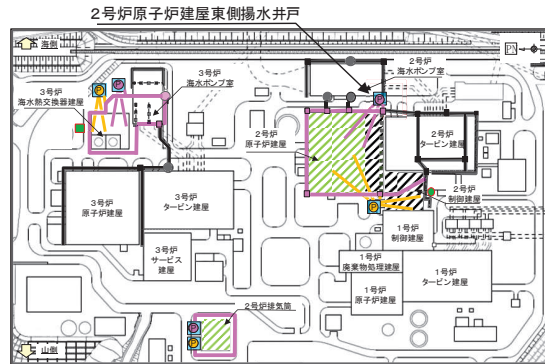 2号炉原子炉建屋東側揚水井戸
海側
PN
3号炉
海水熱交換器建屋
3号炉
海水ポンプ室
2号炉
海水ポンプ室
2号炉
原子炉建屋
2号炉
タービン建屋
2号炉
制御建屋
3号炉
原子炉建屋
3号炉
タービン建屋
3号炉
サービス
建屋
1号炉
制御建屋
1号炉
廃棄物処理建屋
1号炉
原子炉建屋
1号炉
タービン建屋
2号炉排気筒
山側
P
P
P
P
P
P